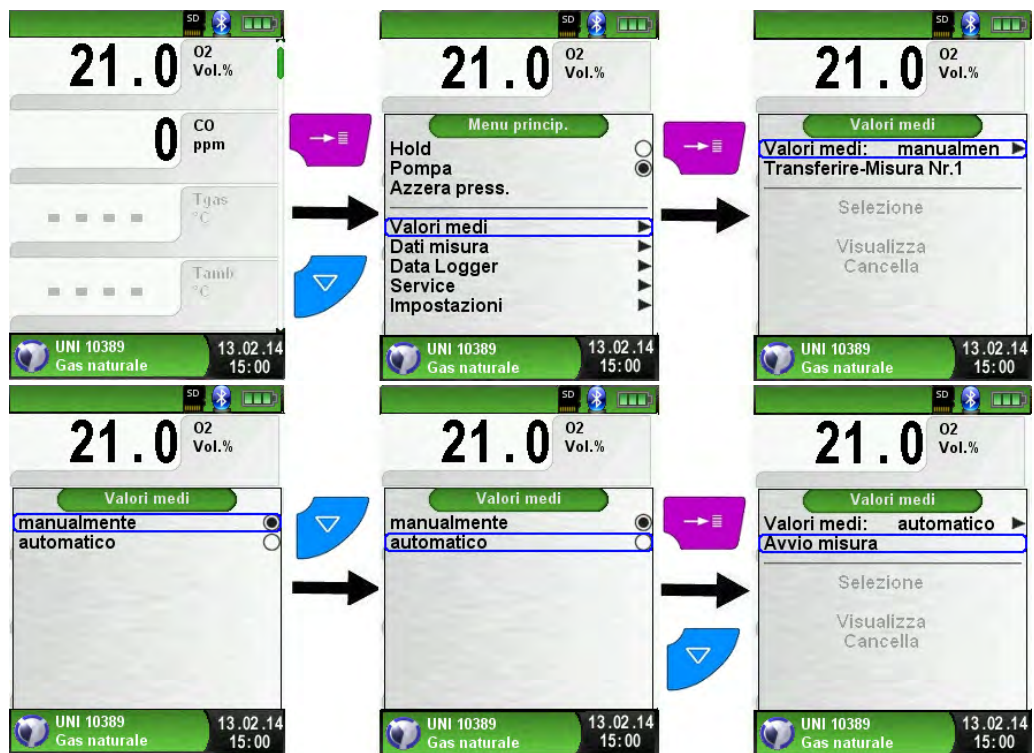 SD
21.0 O2 Vol.%
0 CO ppm
- - - - Tgas °C
- - - - Tamb °C
UNI 10389 13.02.14
Gas naturale 15:00
SD
21.0 O2 Vol.%
Menu princip.
Hold
Pompa
Azzera press.
Valori medi
Dati misura
Data Logger
Service
Impostazioni
UNI 10389 13.02.14
Gas naturale 15:00
SD
21.0 O2 Vol.%
Valori medi
Valori medi: manualmen
Transferire-Misura Nr.1
Selezione
Visualizza
Cancella
UNI 10389 13.02.14
Gas naturale 15:00
SD
21.0 O2 Vol.%
Valori medi
manualmente
automatico
UNI 10389 13.02.14
Gas naturale 15:00
SD
21.0 O2 Vol.%
Valori medi
manualmente
automatico
UNI 10389 13.02.14
Gas naturale 15:00
SD
21.0 O2 Vol.%
Valori medi
Valori medi: automatico
Avvio misura
Selezione
Visualizza
Cancella
UNI 10389 13.02.14
Gas naturale 15:00